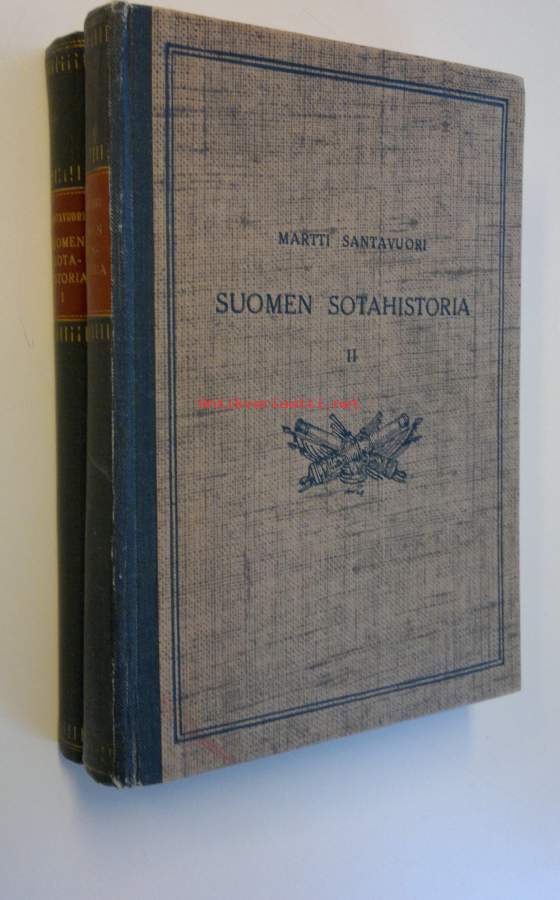 MARTTI SANTAVUORI
SUOMEN SOTAHISTORIA
II
antikvariaatti.net
SANTAVUORI
SUOMEN
SOTA-
HISTORIA
I